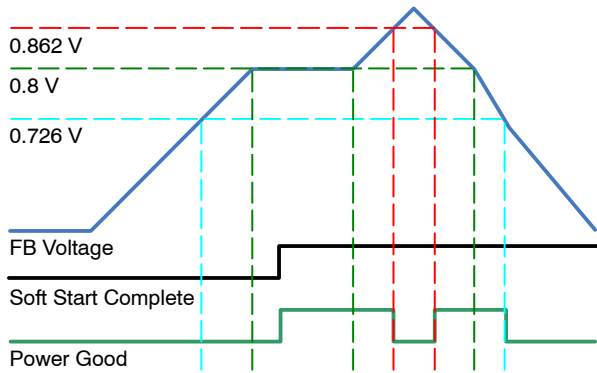 0.862 V
0.8 V
0.726 V
FB Voltage
Soft Start Complete
Power Good